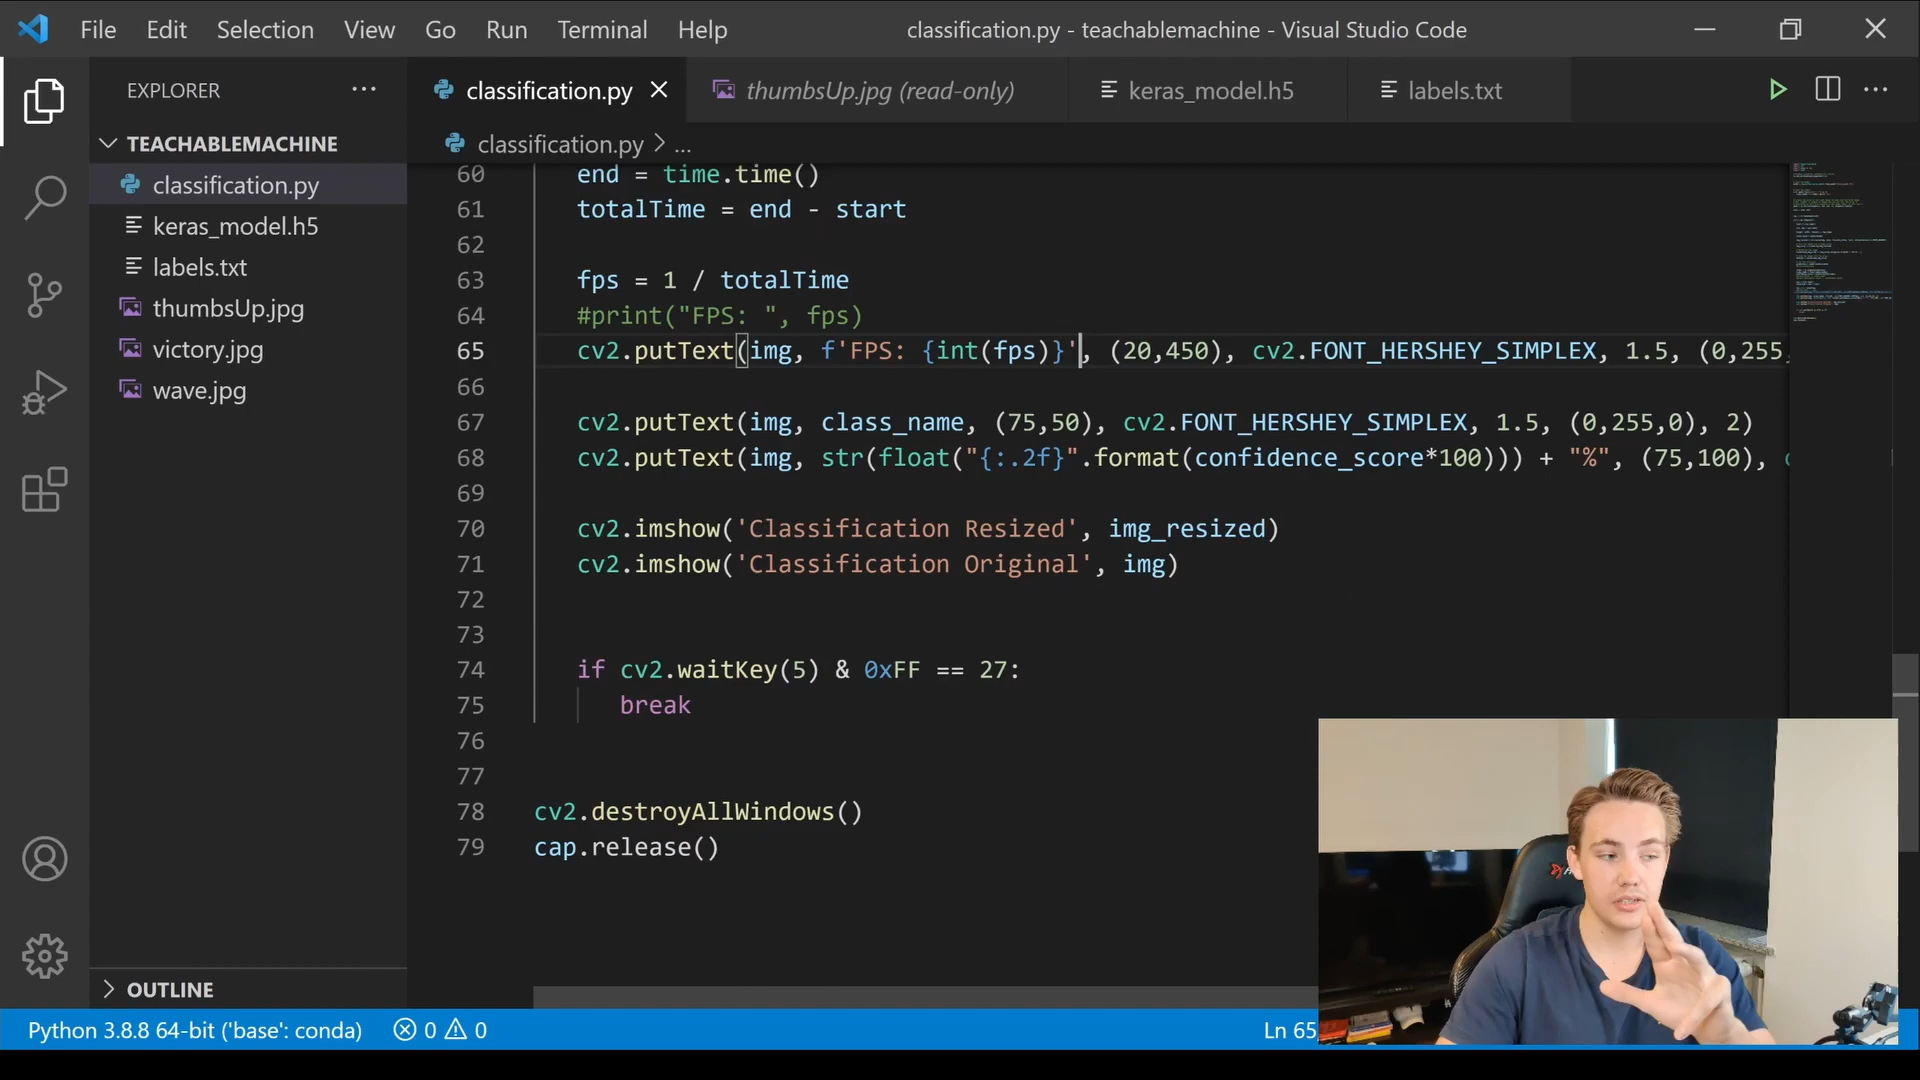 File Edit Selection View Go Run Terminal Help classification.py - teachablemachine - Visual Studio Code
EXPLORER
classification.py thumbsUp.jpg (read-only) keras_model.h5 labels.txt
TEACHABLEMACHINE
classification.py
keras_model.h5
labels.txt
thumbsUp.jpg
victory.jpg
wave.jpg
OUTLINE
classification.py > ...
60 end = time.time()
61 totalTime = end - start
62
63 fps = 1 / totalTime
64 #print("FPS: ", fps)
65 cv2.putText(img, f'FPS: {int(fps)}', (20,450), cv2.FONT_HERSHEY_SIMPLEX, 1.5, (0,255,
66
67 cv2.putText(img, class_name, (75,50), cv2.FONT_HERSHEY_SIMPLEX, 1.5, (0,255,0), 2)
68 cv2.putText(img, str(float("{:.2f}".format(confidence_score*100))) + "%", (75,100),
69
70 cv2.imshow('Classification Resized', img_resized)
71 cv2.imshow('Classification Original', img)
72
73
74 if cv2.waitKey(5) & 0xFF == 27:
75 break
76
77
78 cv2.destroyAllWindows()
79 cap.release()
Python 3.8.8 64-bit ('base': conda) 0 0 Ln 65